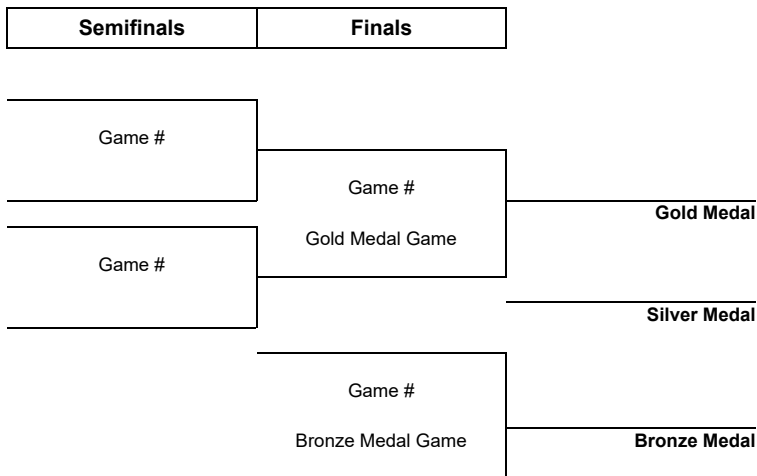 Semifinals
Finals
Game #
Game #
Gold Medal
Gold Medal Game
Game #
Silver Medal
Game #
Bronze Medal Game
Bronze Medal